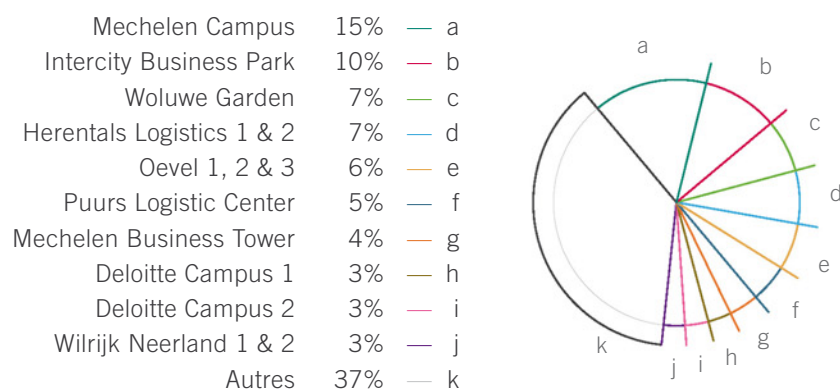 Mechelen Campus 15% — a
Intercity Business Park 10% — b
Woluwe Garden 7% — c
Herentals Logistics 1 & 2 7% — d
Oevel 1, 2 & 3 6% — e
Puurs Logistic Center 5% — f
Mechelen Business Tower 4% — g
Deloitte Campus 1 3% — h
Deloitte Campus 2 3% — i
Wilrijk Neerland 1 & 2 3% — j
Autres 37% — k
a
b
c
d
e
f
g
h
i
j
k